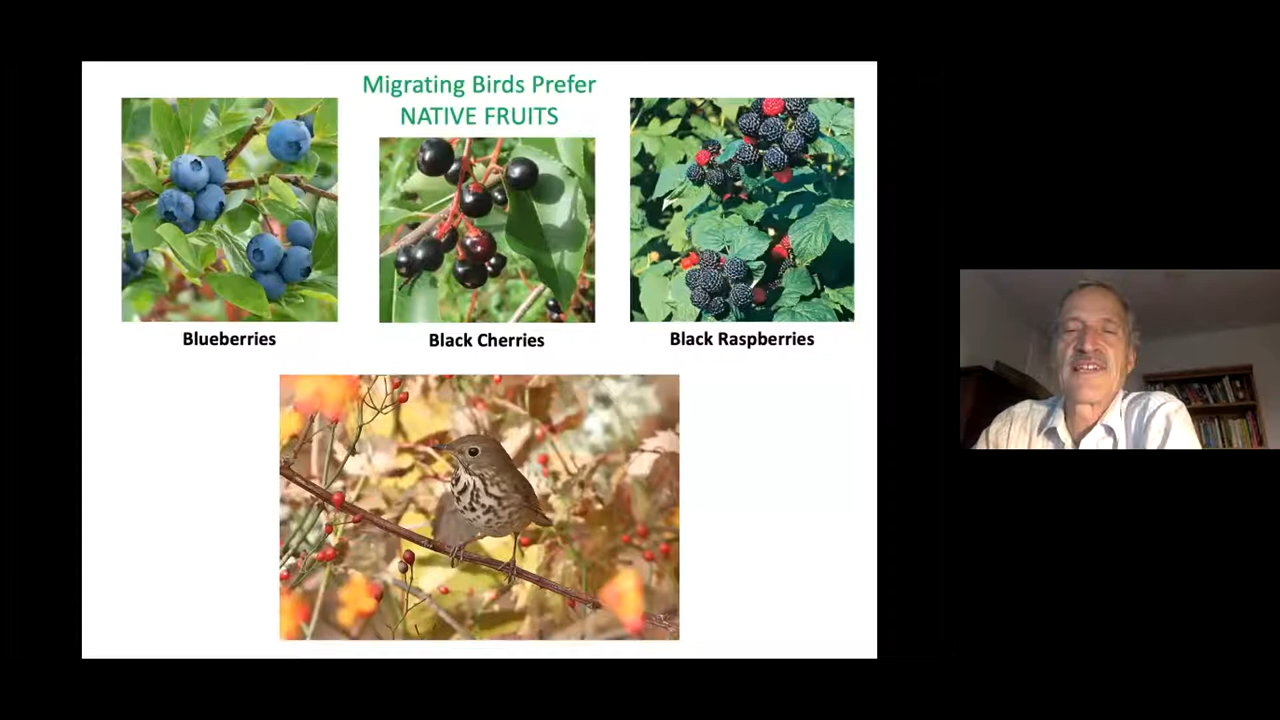 Migrating Birds Prefer
NATIVE FRUITS
Blueberries
Black Cherries
Black Raspberries